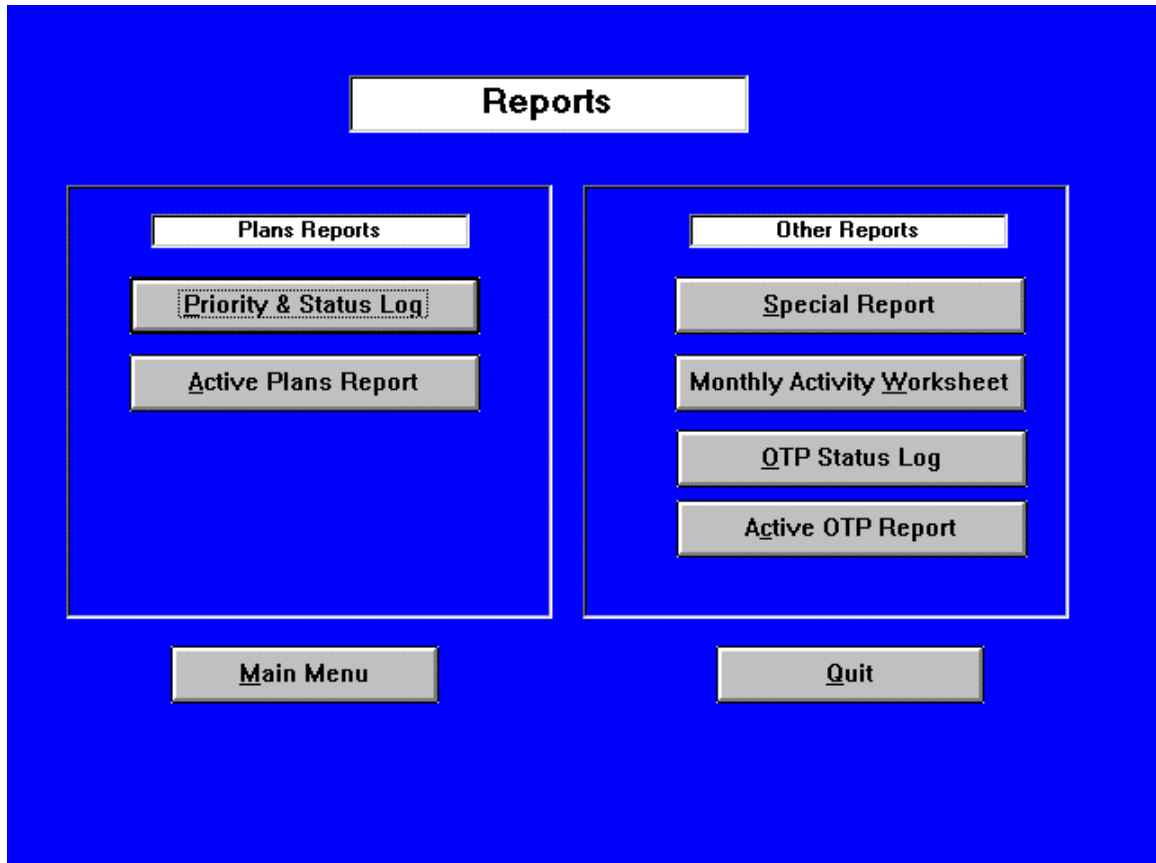 Reports
Plans Reports
Priority & Status Log
Active Plans Report
Other Reports
Special Report
Monthly Activity Worksheet
OTP Status Log
Active OTP Report
Main Menu
Quit